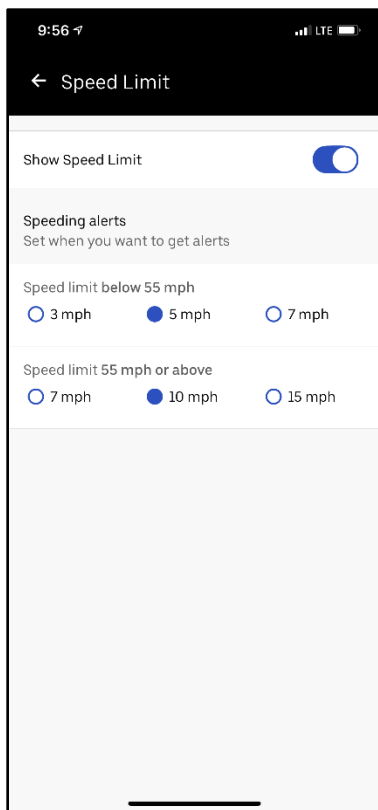 9:56 LTE
Speed Limit
Show Speed Limit
Speeding alerts
Set when you want to get alerts
Speed limit below 55 mph
3 mph 5 mph 7 mph
Speed limit 55 mph or above
7 mph 10 mph 15 mph